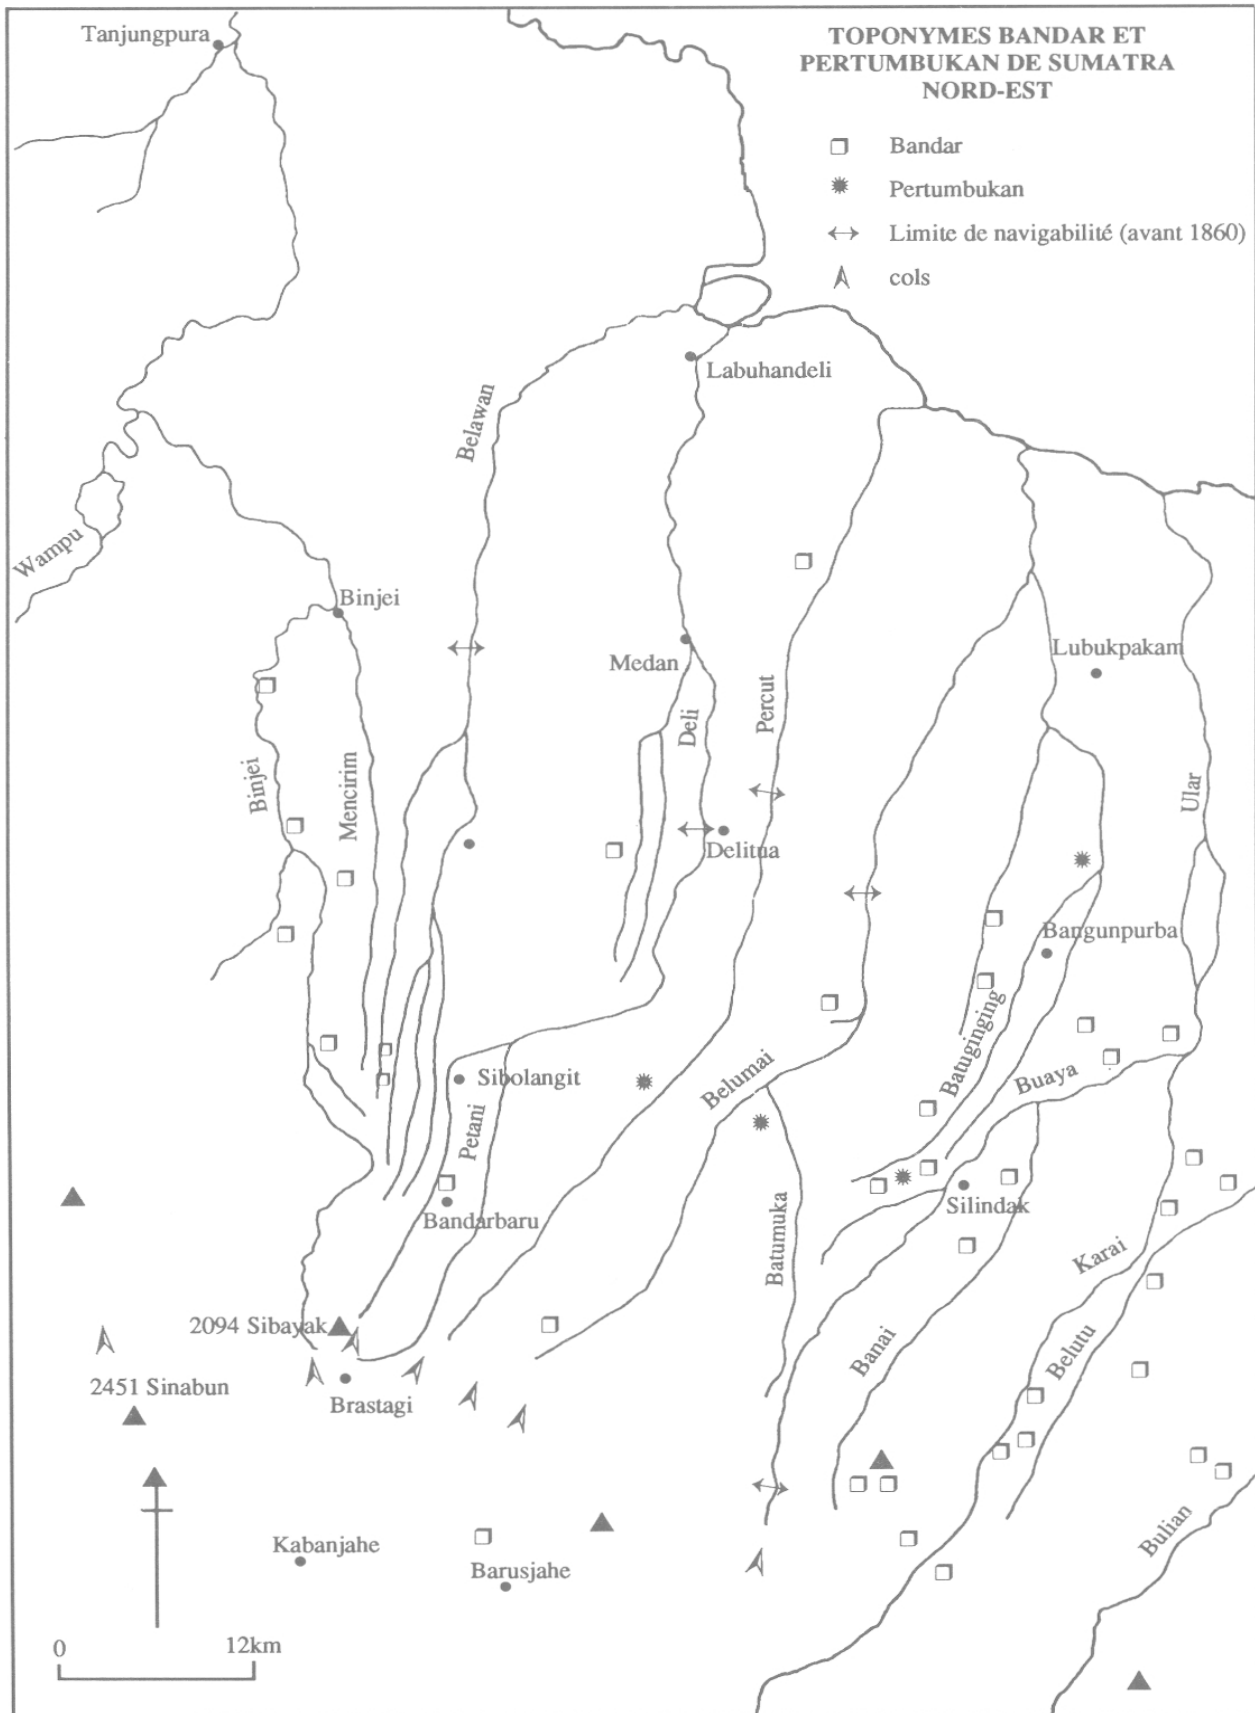 Tanjungpura
TOPONYMES BANDAR ET
PERTUMBUKAN DE SUMATRA
NORD-EST
Bandar
Pertumbukan
Limite de navigabilité (avant 1860)
cols
Labuhandeli
Belawan
Wampu
Binjei
Medan
Lubukpakam
Percut
Deli
Binjei
Mencirim
Ular
Delitua
Bangunpurba
Batuginging
Sibolangit
Belumai
Buaya
Petani
Bandarbaru
Silindak
Batumuka
Karai
2094 Sibayak
Banai
Belutu
2451 Sinabun
Brastagi
Bulian
Kabanjahe
Barusjahe
0
12km